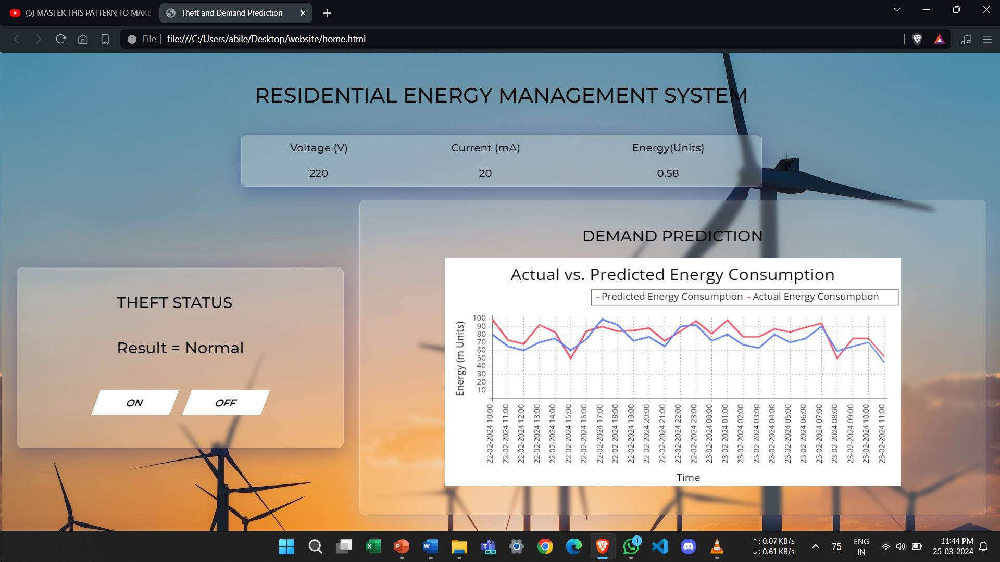 (5) MASTER THIS PATTERN TO MAKE
Theft and Demand Prediction
File
file:///C:/Users/abile/Desktop/website/home.html
RESIDENTIAL ENERGY MANAGEMENT SYSTEM
Voltage (V) Current (mA) Energy(Units)
220 20 0.58
THEFT STATUS
Result = Normal
ON OFF
DEMAND PREDICTION
Actual vs. Predicted Energy Consumption
Predicted Energy Consumption Actual Energy Consumption
Energy (m Units)
100
90
80
70
60
50
40
30
20
10
22-02-2024 10:00
22-02-2024 11:00
22-02-2024 12:00
22-02-2024 13:00
22-02-2024 14:00
22-02-2024 15:00
22-02-2024 16:00
22-02-2024 17:00
22-02-2024 18:00
22-02-2024 19:00
22-02-2024 20:00
22-02-2024 21:00
22-02-2024 22:00
22-02-2024 23:00
23-02-2024 00:00
23-02-2024 01:00
23-02-2024 02:00
23-02-2024 03:00
23-02-2024 04:00
23-02-2024 05:00
23-02-2024 06:00
23-02-2024 07:00
23-02-2024 08:00
23-02-2024 09:00
23-02-2024 10:00
23-02-2024 11:00
Time
X
P
W
T
NEW
1
↑: 0.07 KB/s
↓: 0.61 KB/s
75
ENG
IN
11:44 PM
25-03-2024